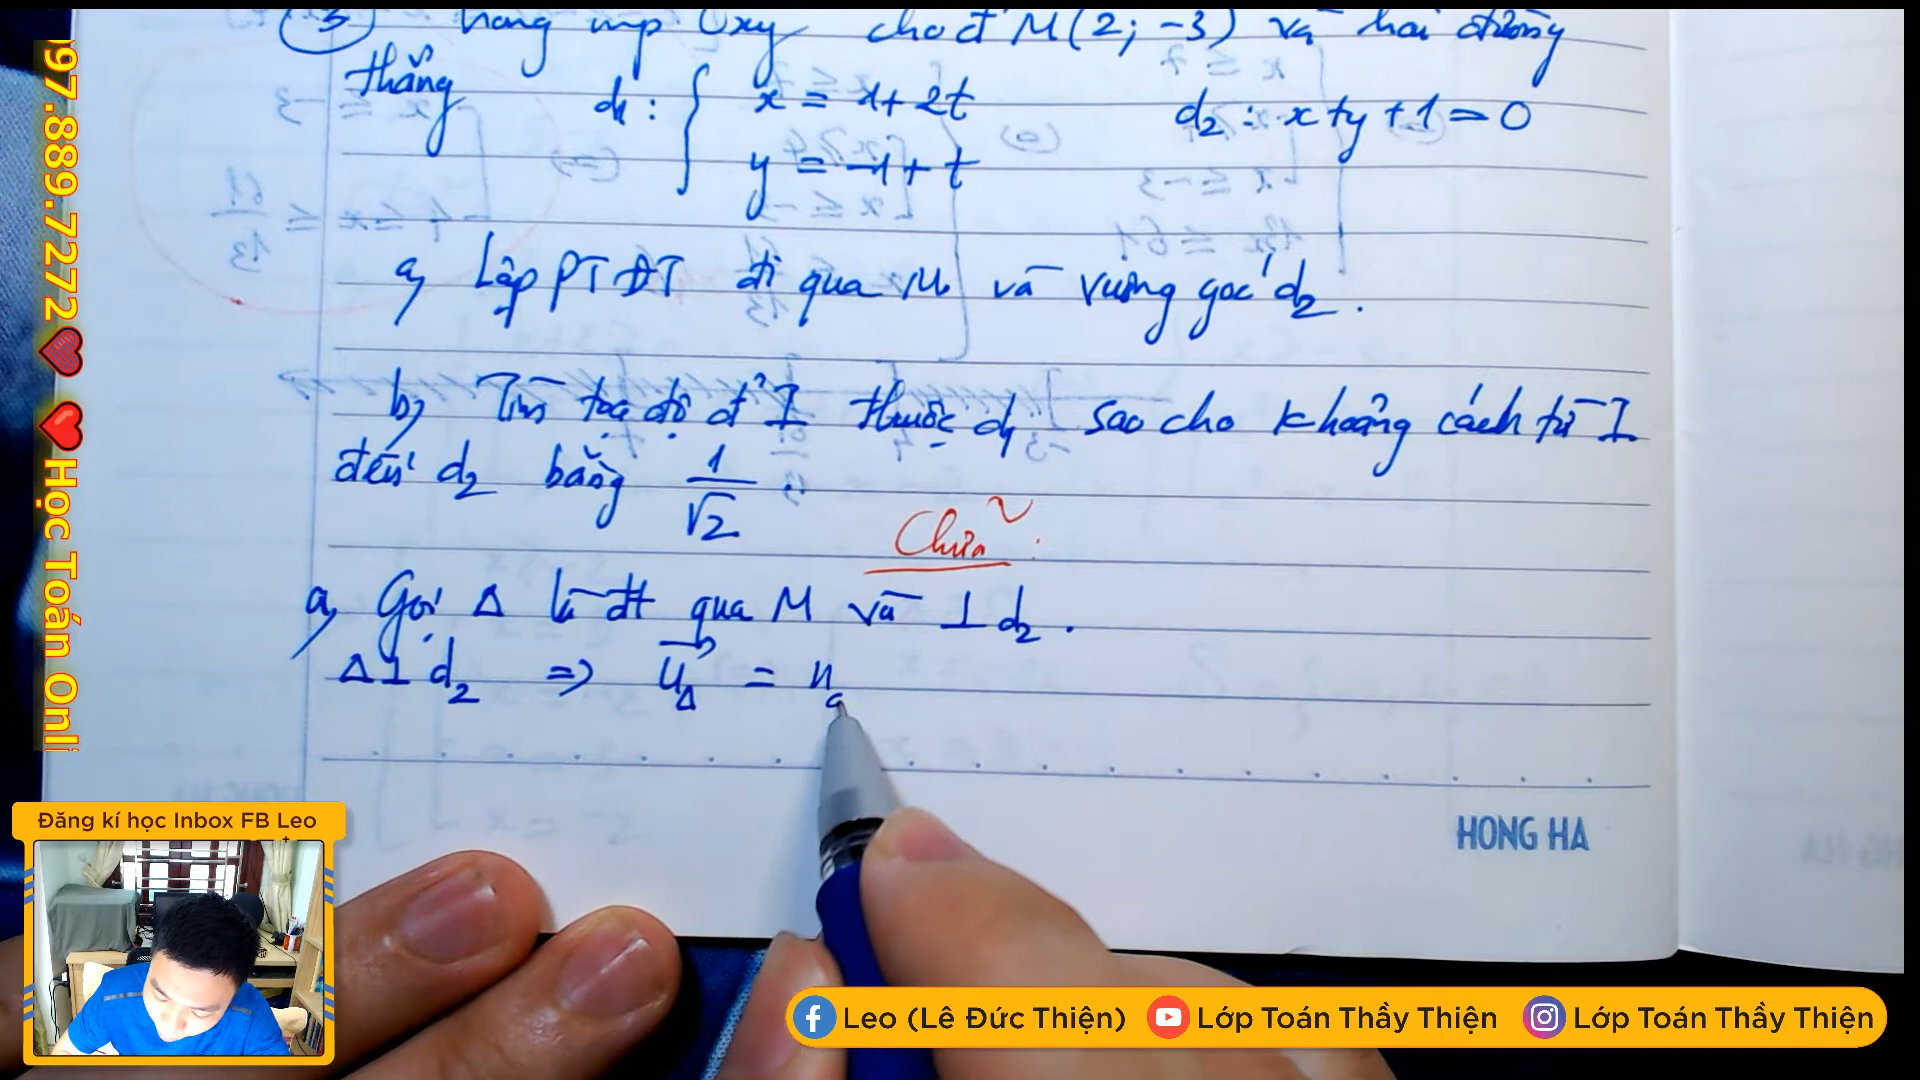 (3) Trong mp Oxy cho đ' M(2; -3) và hai đường
thẳng d1 : { x = 1 + 2t d2 : x + y + 1 = 0
y = -1 + t
a, Lập PTĐT đi qua M và vuông góc d2.
b, Tìm tọa độ đ' I thuộc d1 sao cho khoảng cách từ I
đến d2 bằng 1/√2.
Chữa:
a, Gọi Δ là đt qua M và ⊥ d2.
Δ ⊥ d2 => u⃗Δ = n
HONG HA
97.889.7272 ❤ ❤ Học Toán Onli
Đăng kí học Inbox FB Leo
Leo (Lê Đức Thiện) Lớp Toán Thầy Thiện Lớp Toán Thầy Thiện